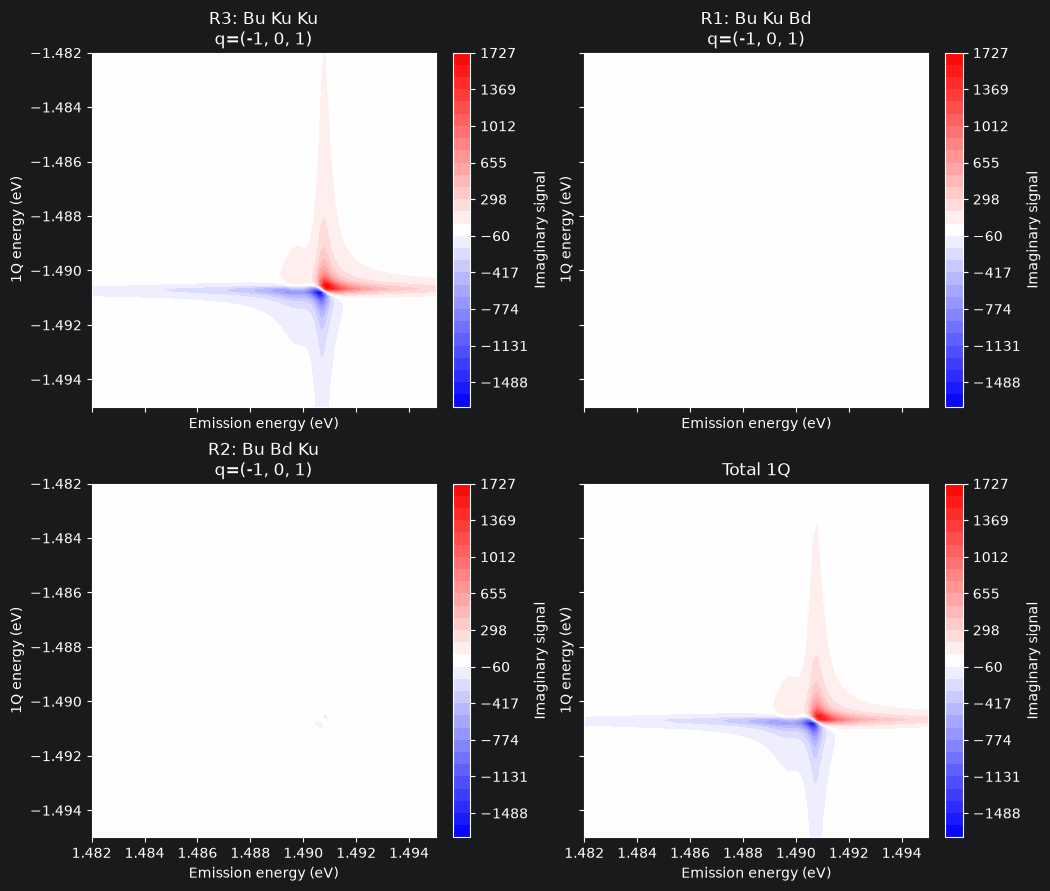 R3: Bu Ku Ku
q=(-1, 0, 1)
−1.482
−1.484
−1.486
−1.488
−1.490
−1.492
−1.494
1Q energy (eV)
Emission energy (eV)
1727
1369
1012
655
298
−60
−417
−774
−1131
−1488
Imaginary signal
R1: Bu Ku Bd
q=(-1, 0, 1)
1Q energy (eV)
Emission energy (eV)
1727
1369
1012
655
298
−60
−417
−774
−1131
−1488
Imaginary signal
R2: Bu Bd Ku
q=(-1, 0, 1)
−1.482
−1.484
−1.486
−1.488
−1.490
−1.492
−1.494
1Q energy (eV)
1.482 1.484 1.486 1.488 1.490 1.492 1.494
Emission energy (eV)
1727
1369
1012
655
298
−60
−417
−774
−1131
−1488
Imaginary signal
Total 1Q
1Q energy (eV)
1.482 1.484 1.486 1.488 1.490 1.492 1.494
Emission energy (eV)
1727
1369
1012
655
298
−60
−417
−774
−1131
−1488
Imaginary signal